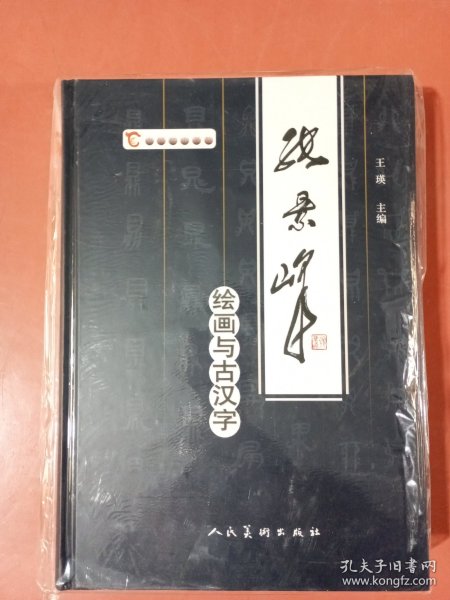 景峰
绘画与古汉字
王瑛 主编
人民美术出版社
孔夫子旧书网
www.kongfz.com